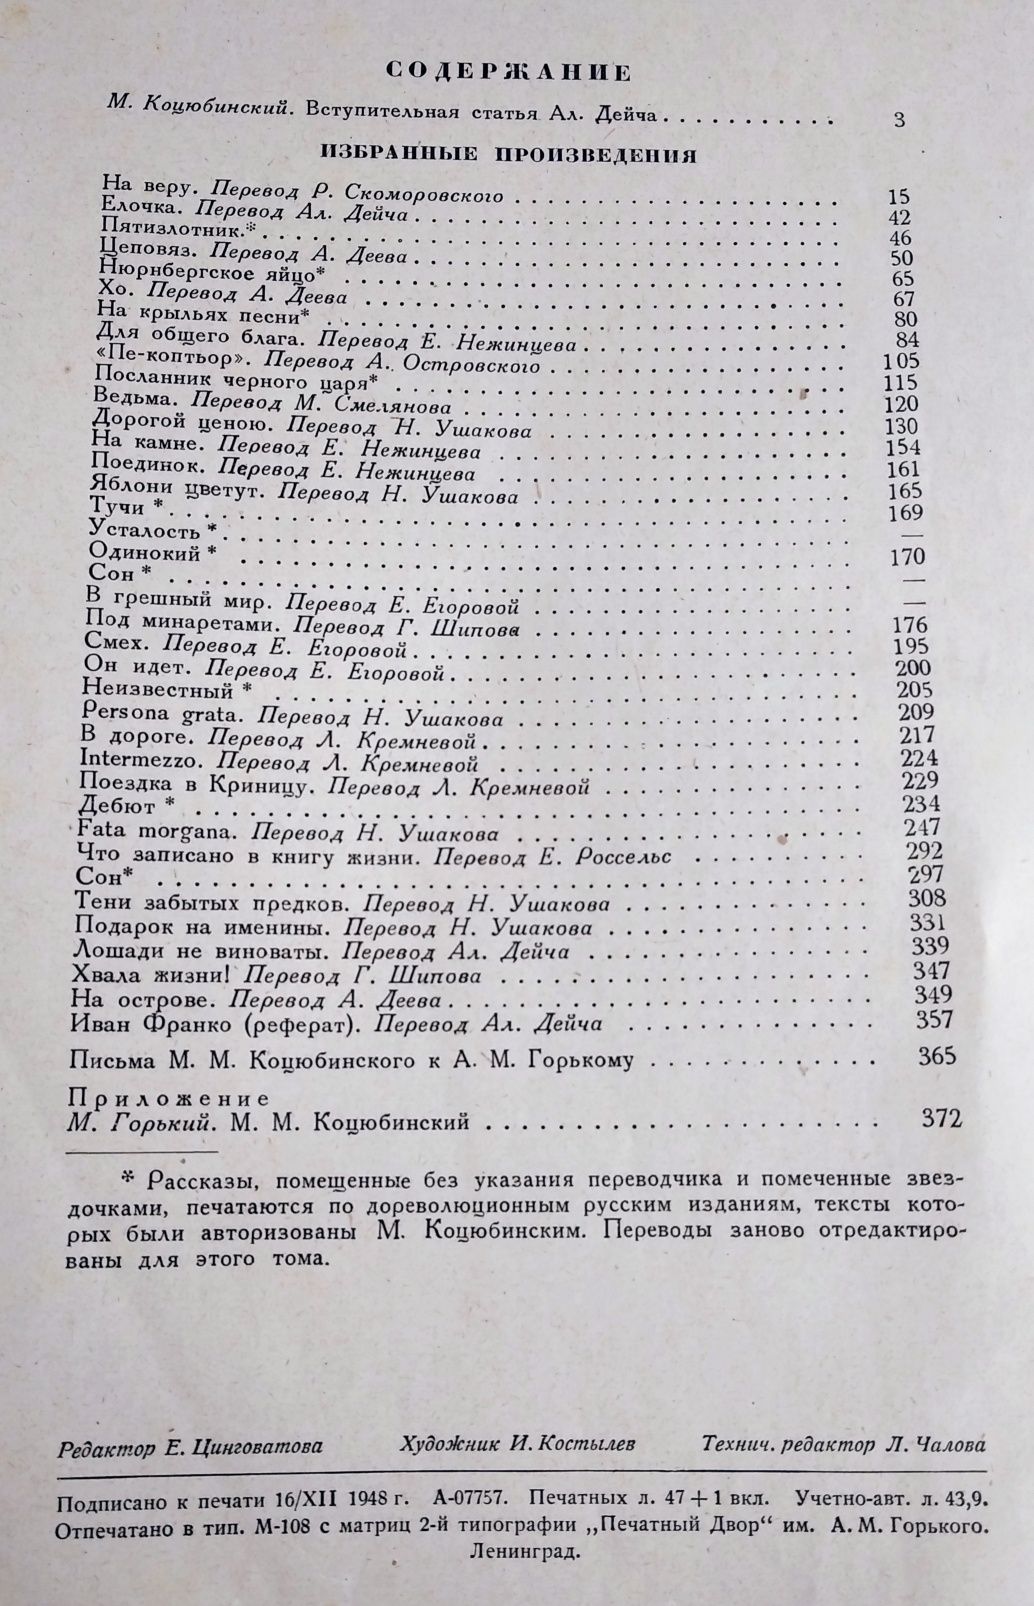 СОДЕРЖАНИЕ
М. Коцюбинский. Вступительная статья Ал. Дейча . . . . . . . . . . . 3
ИЗБРАННЫЕ ПРОИЗВЕДЕНИЯ
На веру. Перевод Р. Скоморовского . . . . . . . . . . 15
Елочка. Перевод Ал. Дейча . . . . . . . . . . 42
Пятизлотник.* . . . . . . . . . . 46
Цеповяз. Перевод А. Деева . . . . . . . . . . 50
Нюрнбергское яйцо* . . . . . . . . . . 65
Хо. Перевод А. Деева . . . . . . . . . . 67
На крыльях песни* . . . . . . . . . . 80
Для общего блага. Перевод Е. Нежинцева . . . . . . . . . . 84
«Пе-коптьор». Перевод А. Островского . . . . . . . . . . 105
Посланник черного царя* . . . . . . . . . . 115
Ведьма. Перевод М. Смелянова . . . . . . . . . . 120
Дорогой ценою. Перевод Н. Ушакова . . . . . . . . . . 130
На камне. Перевод Е. Нежинцева . . . . . . . . . . 154
Поединок. Перевод Е. Нежинцева . . . . . . . . . . 161
Яблони цветут. Перевод Н. Ушакова . . . . . . . . . . 165
Тучи * . . . . . . . . . . 169
Усталость * . . . . . . . . . . —
Одинокий * . . . . . . . . . . 170
Сон * . . . . . . . . . . —
В грешный мир. Перевод Е. Егоровой . . . . . . . . . . —
Под минаретами. Перевод Г. Шипова . . . . . . . . . . 176
Смех. Перевод Е. Егоровой . . . . . . . . . . 195
Он идет. Перевод Е. Егоровой . . . . . . . . . . 200
Неизвестный * . . . . . . . . . . 205
Persona grata. Перевод Н. Ушакова . . . . . . . . . . 209
В дороге. Перевод Л. Кремневой . . . . . . . . . . 217
Intermezzo. Перевод Л. Кремневой . . . . . . . . . . 224
Поездка в Криницу. Перевод Л. Кремневой . . . . . . . . . . 229
Дебют * . . . . . . . . . . 234
Fata morgana. Перевод Н. Ушакова . . . . . . . . . . 247
Что записано в книгу жизни. Перевод Е. Россельс . . . . . . . . . . 292
Сон* . . . . . . . . . . 297
Тени забытых предков. Перевод Н. Ушакова . . . . . . . . . . 308
Подарок на именины. Перевод Н. Ушакова . . . . . . . . . . 331
Лошади не виноваты. Перевод Ал. Дейча . . . . . . . . . . 339
Хвала жизни! Перевод Г. Шипова . . . . . . . . . . 347
На острове. Перевод А. Деева . . . . . . . . . . 349
Иван Франко (реферат). Перевод Ал. Дейча . . . . . . . . . . 357
Письма М. М. Коцюбинского к А. М. Горькому . . . . . . . . . . 365
Приложение
М. Горький. М. М. Коцюбинский . . . . . . . . . . 372
* Рассказы, помещенные без указания переводчика и помеченные звез-
дочками, печатаются по дореволюционным русским изданиям, тексты кото-
рых были авторизованы М. Коцюбинским. Переводы заново отредактиро-
ваны для этого тома.
Редактор Е. Цинговатова Художник И. Костылев Технич. редактор Л. Чалова
Подписано к печати 16/XII 1948 г. А-07757. Печатных л. 47 + 1 вкл. Учетно-авт. л. 43,9.
Отпечатано в тип. М-108 с матриц 2-й типографии „Печатный Двор“ им. А. М. Горького.
Ленинград.